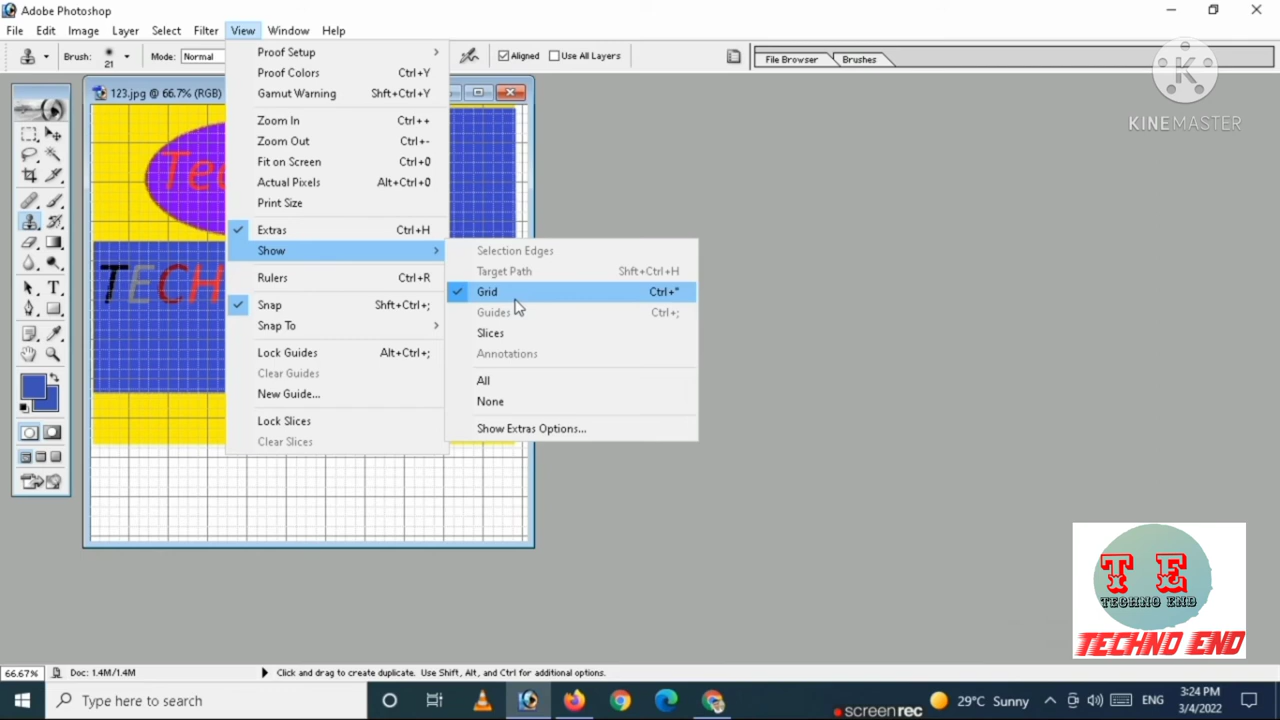 Adobe Photoshop
File Edit Image Layer Select Filter View Window Help
Brush: 21 Mode: Normal Aligned Use All Layers File Browser Brushes
123.jpg @ 66.7% (RGB)
Proof Setup
Proof Colors Ctrl+Y
Gamut Warning Shft+Ctrl+Y
Zoom In Ctrl++
Zoom Out Ctrl+-
Fit on Screen Ctrl+0
Actual Pixels Alt+Ctrl+0
Print Size
Extras Ctrl+H
Show
Rulers Ctrl+R
Snap Shft+Ctrl+;
Snap To
Lock Guides Alt+Ctrl+;
Clear Guides
New Guide...
Lock Slices
Clear Slices
Selection Edges
Target Path Shft+Ctrl+H
Grid Ctrl+"
Guides Ctrl+;
Slices
Annotations
All
None
Show Extras Options...
Tec
TECH
K
KINEMASTER
T E
TECHNO END
TECHNO END
66.67% Doc: 1.4M/1.4M Click and drag to create duplicate. Use Shift, Alt, and Ctrl for additional options.
Type here to search 29°C Sunny ENG 3:24 PM
3/4/2022
screenrec